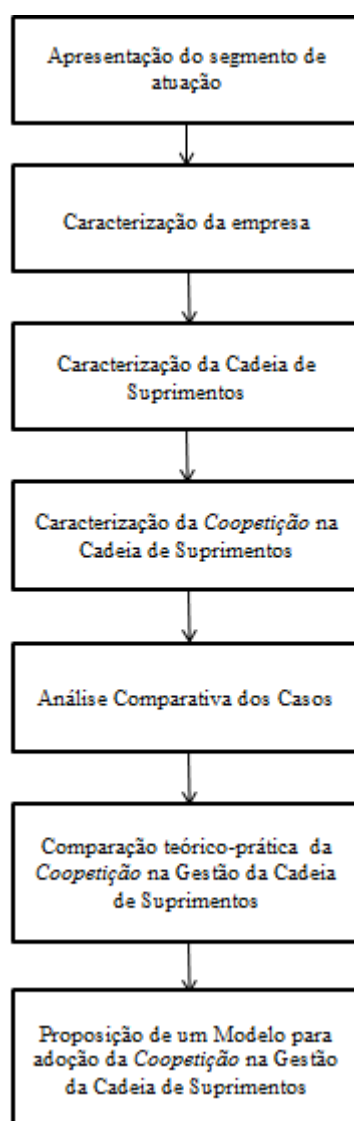 Apresentação do segmento de
atuação
Caracterização da empresa
Caracterização da Cadeia de
Suprimentos
Caracterização da Coopetição na
Cadeia de Suprimentos
Análise Comparativa dos Casos
Comparação teórico-prática da
Coopetição na Gestão da Cadeia
de Suprimentos
Proposição de um Modelo para
adoção da Coopetição na Gestão
da Cadeia de Suprimentos